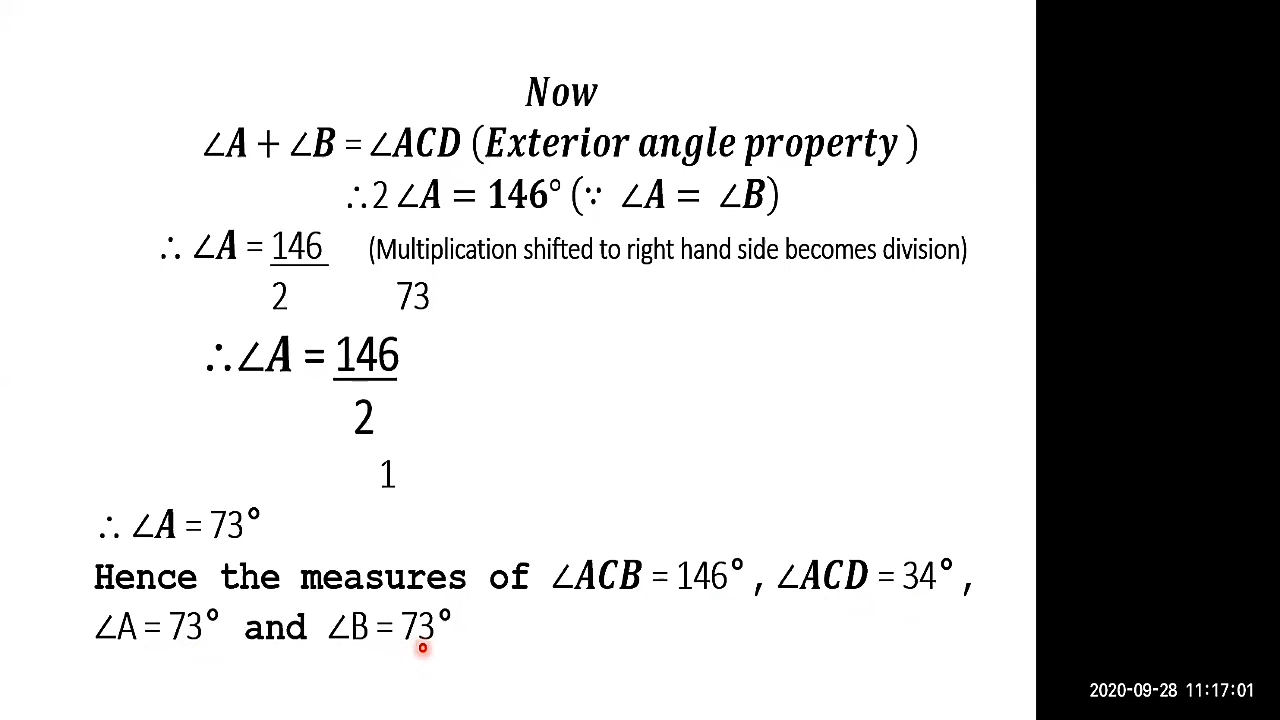 Now
∠A + ∠B = ∠ACD (Exterior angle property )
∴2 ∠A = 146° (∵ ∠A = ∠B)
∴ ∠A = 146 (Multiplication shifted to right hand side becomes division)
2 73
∴∠A = 146
2
1
∴ ∠A = 73°
Hence the measures of ∠ACB = 146° , ∠ACD = 34° ,
∠A = 73° and ∠B = 73°
2020-09-28 11:17:01